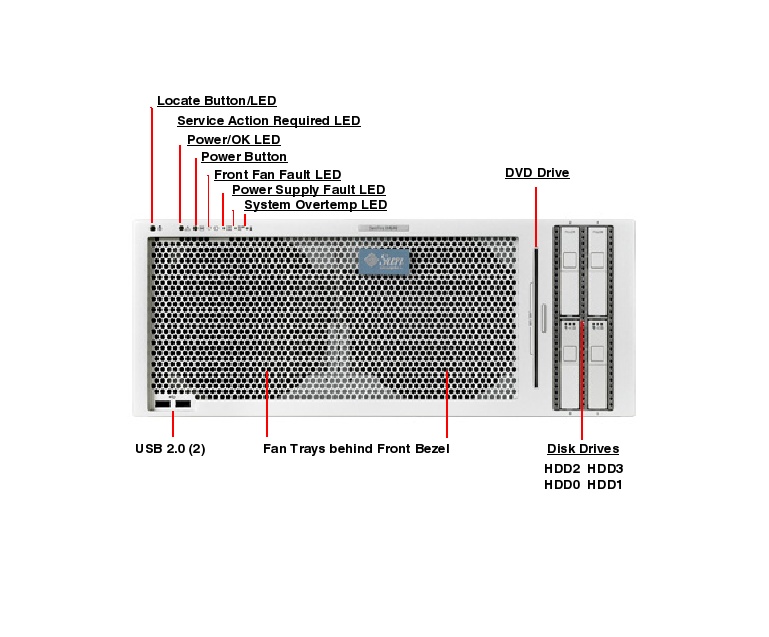 Locate Button/LED
Service Action Required LED
Power/OK LED
Power Button
Front Fan Fault LED
Power Supply Fault LED
System Overtemp LED
DVD Drive
Sun
USB 2.0 (2)
Fan Trays behind Front Bezel
Disk Drives
HDD2 HDD3
HDD0 HDD1